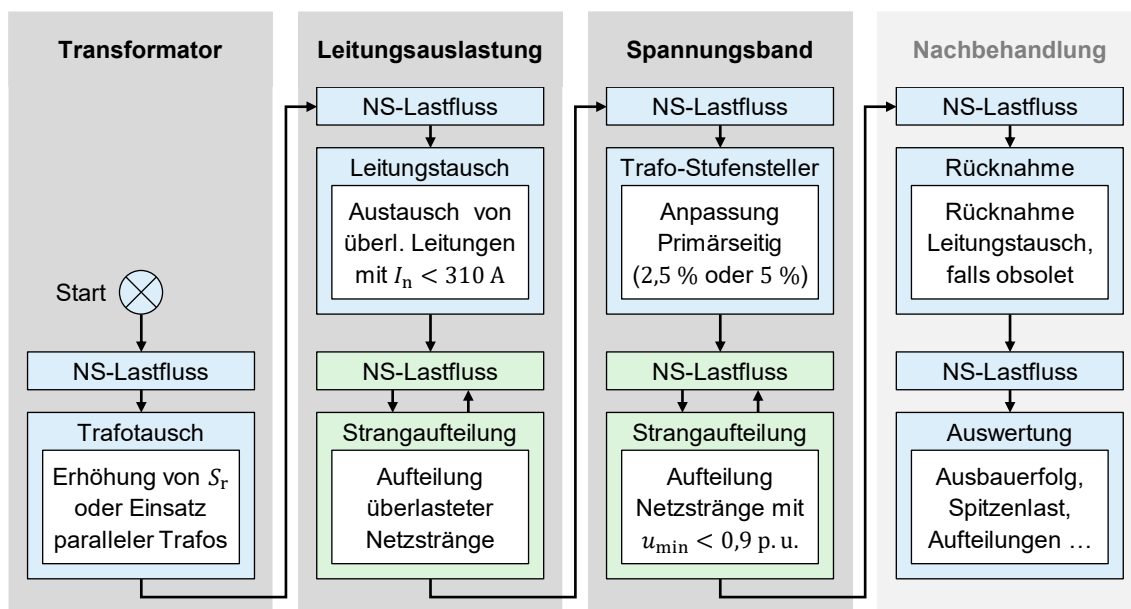 Transformator
Start
NS-Lastfluss
Trafotausch
Erhöhung von S_r
oder Einsatz
paralleler Trafos
Leitungsauslastung
NS-Lastfluss
Leitungstausch
Austausch von
überl. Leitungen
mit I_n < 310 A
NS-Lastfluss
Strangaufteilung
Aufteilung
überlasteter
Netzstränge
Spannungsband
NS-Lastfluss
Trafo-Stufensteller
Anpassung
Primärseitig
(2,5 % oder 5 %)
NS-Lastfluss
Strangaufteilung
Aufteilung
Netzstränge mit
u_min < 0,9 p. u.
Nachbehandlung
NS-Lastfluss
Rücknahme
Rücknahme
Leitungstausch,
falls obsolet
NS-Lastfluss
Auswertung
Ausbauerfolg,
Spitzenlast,
Aufteilungen …